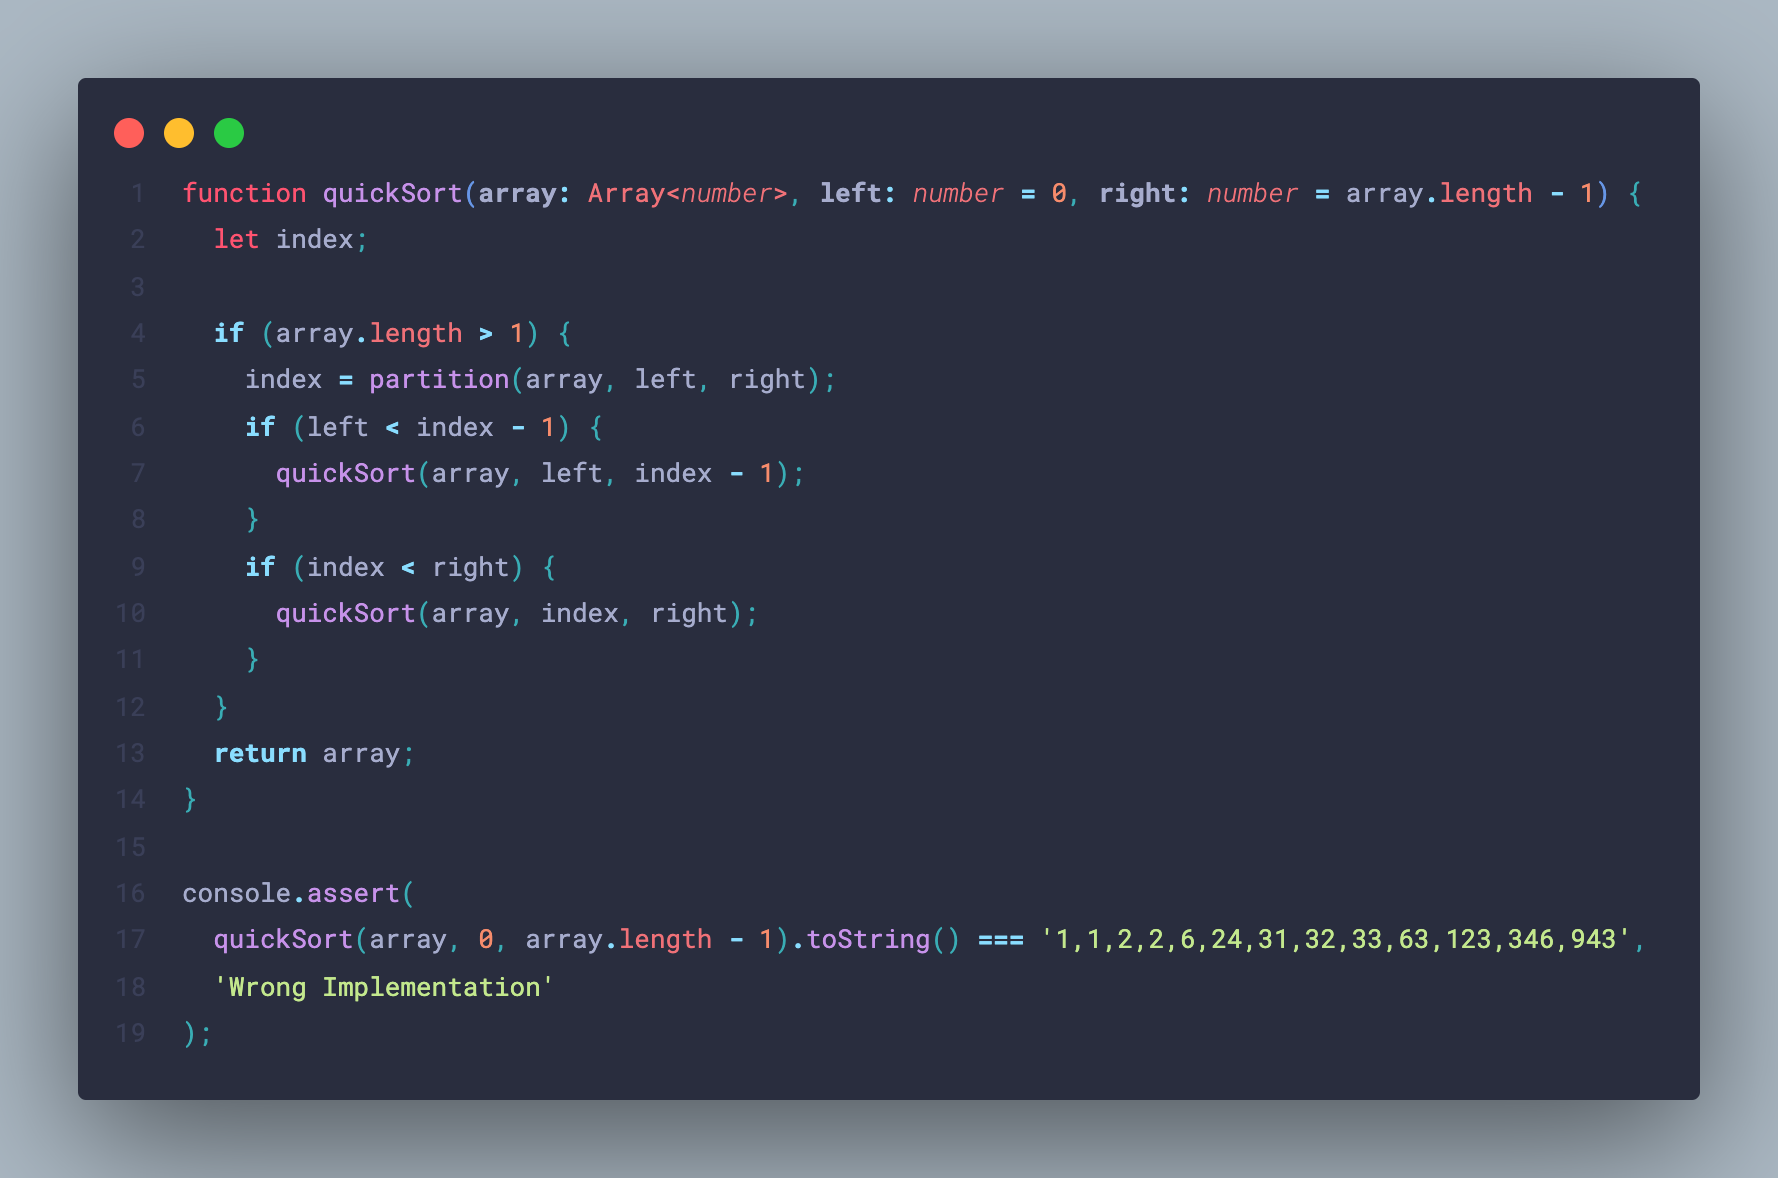 1 function quickSort(array: Array<number>, left: number = 0, right: number = array.length - 1) {
2 let index;
3
4 if (array.length > 1) {
5 index = partition(array, left, right);
6 if (left < index - 1) {
7 quickSort(array, left, index - 1);
8 }
9 if (index < right) {
10 quickSort(array, index, right);
11 }
12 }
13 return array;
14 }
15
16 console.assert(
17 quickSort(array, 0, array.length - 1).toString() === '1,1,2,2,6,24,31,32,33,63,123,346,943',
18 'Wrong Implementation'
19 );